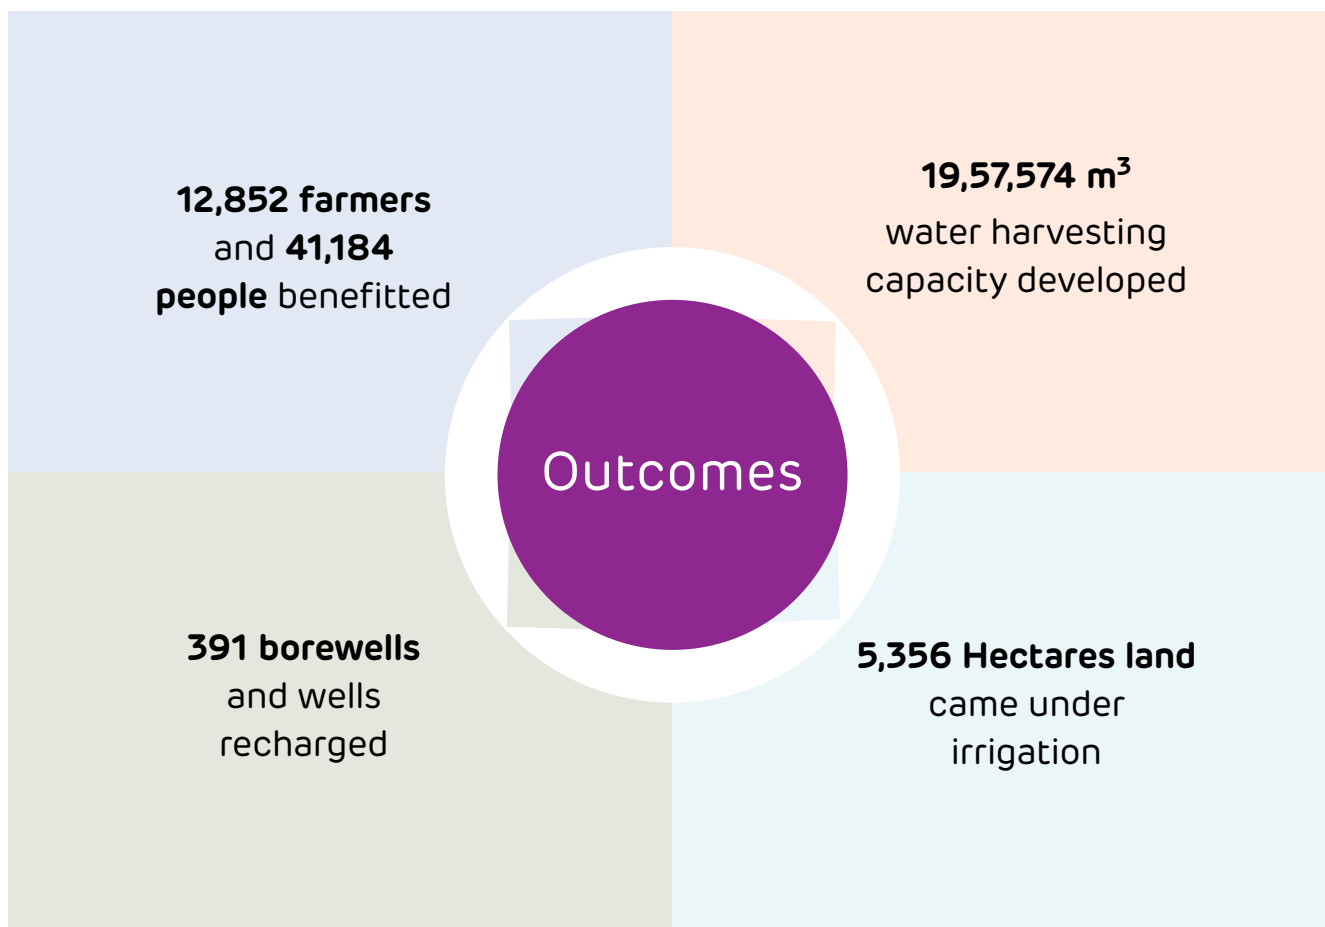 12,852 farmers
and 41,184
people benefitted
19,57,574 m³
water harvesting
capacity developed
Outcomes
391 borewells
and wells
recharged
5,356 Hectares land
came under
irrigation